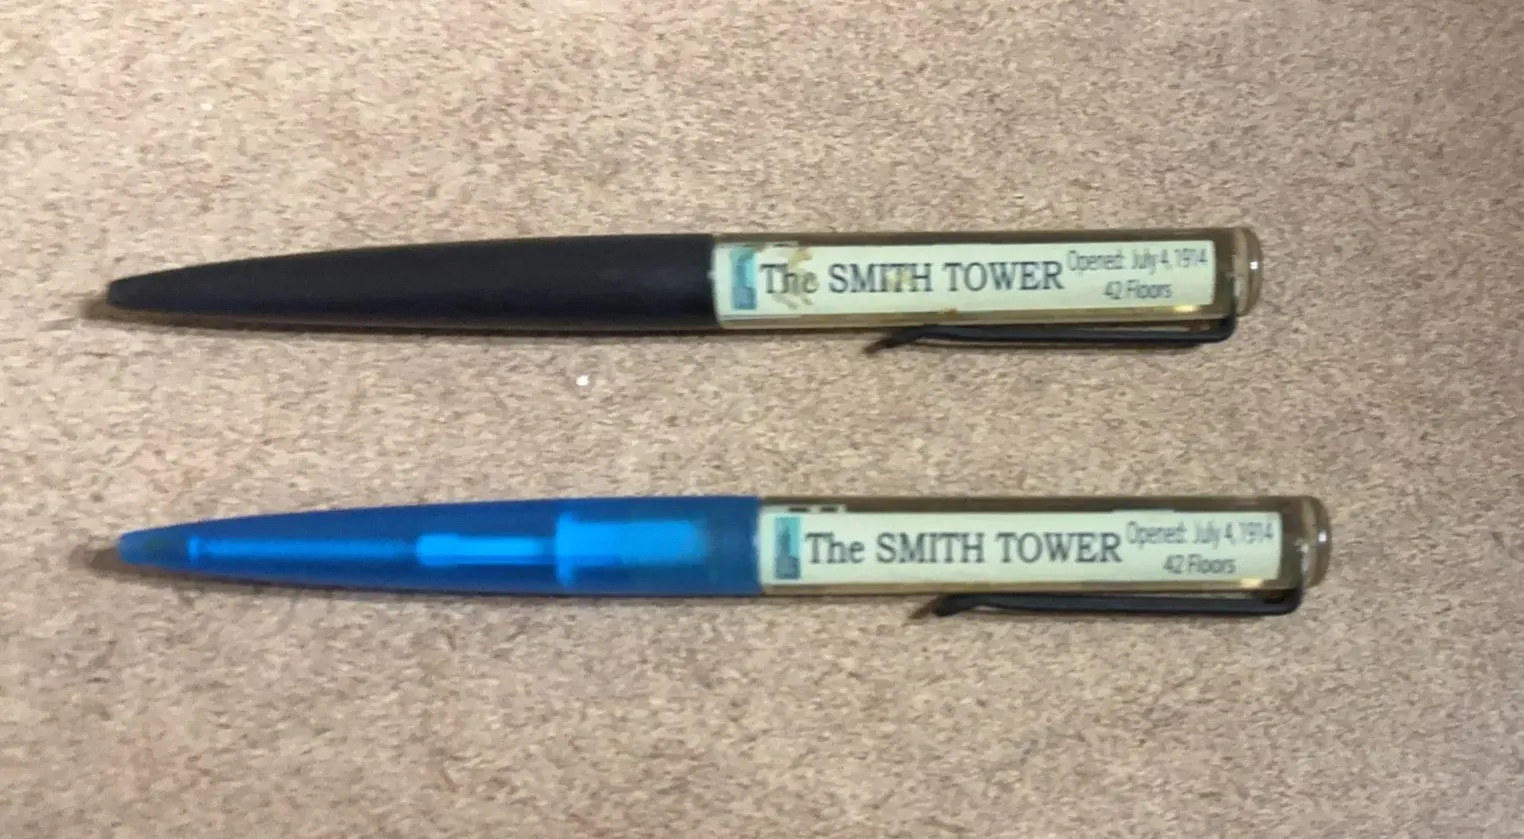 The SMITH TOWER Opened: July 4, 1914
42 Floors
The SMITH TOWER Opened: July 4, 1914
42 Floors